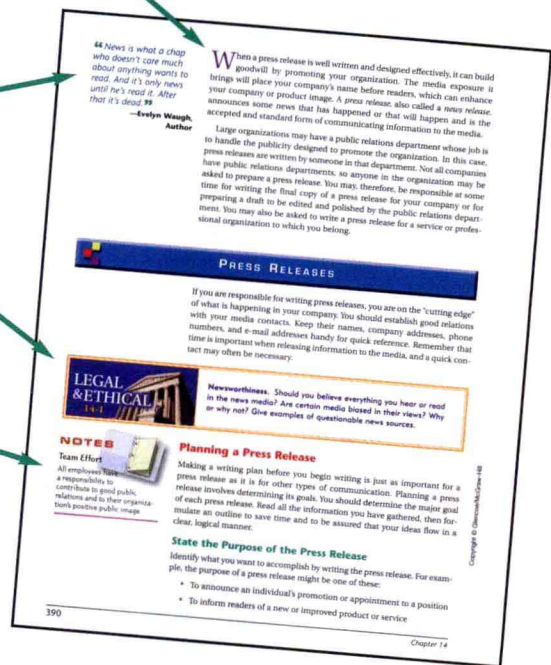 “ News is what a chap
who doesn't care much
about anything wants to
read. And it's only news
until he's read it. After
that it's dead. ”
—Evelyn Waugh,
Author
When a press release is well written and designed effectively, it can build
goodwill by promoting your organization. The media exposure it
brings will place your company's name before readers, which can enhance
your company or product image. A press release, also called a news release,
announces some news that has happened or that will happen and is the
accepted and standard form of communicating information to the media.
Large organizations may have a public relations department whose job is
to handle the publicity designed to promote the organization. In this case,
press releases are written by someone in that department. Not all companies
have public relations departments, so anyone in the organization may be
asked to prepare a press release. You may, therefore, be responsible at some
time for writing the final copy of a press release for your company or for
preparing a draft to be edited and polished by the public relations depart-
ment. You may also be asked to write a press release for a service or profes-
sional organization to which you belong.
PRESS RELEASES
If you are responsible for writing press releases, you are on the "cutting edge"
of what is happening in your company. You should establish good relations
with your media contacts. Keep their names, company addresses, phone
numbers, and e-mail addresses handy for quick reference. Remember that
time is important when releasing information to the media, and a quick con-
tact may often be necessary.
LEGAL
&ETHICAL
14-1
Newsworthiness. Should you believe everything you hear or read
in the news media? Are certain media biased in their views? Why
or why not? Give examples of questionable news sources.
NOTES
Team Effort
All employees have
a responsibility to
contribute to good public
relations and to their organiza-
tion's positive public image.
Planning a Press Release
Making a writing plan before you begin writing is just as important for a
press release as it is for other types of communication. Planning a press
release involves determining its goals. You should determine the major goal
of each press release. Read all the information you have gathered, then for-
mulate an outline to save time and to be assured that your ideas flow in a
clear, logical manner.
State the Purpose of the Press Release
Identify what you want to accomplish by writing the press release. For exam-
ple, the purpose of a press release might be one of these:
• To announce an individual's promotion or appointment to a position
• To inform readers of a new or improved product or service
Copyright © Glencoe/McGraw-Hill
390
Chapter 14